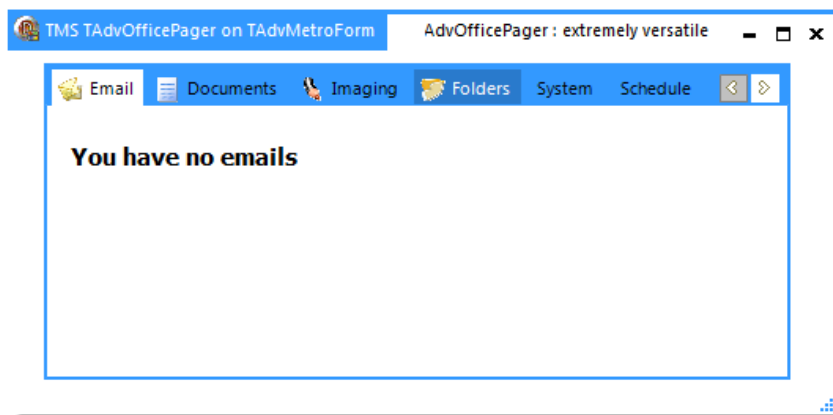 TMS TAdvOfficePager on TAdvMetroForm AdvOfficePager : extremely versatile
Email Documents Imaging Folders System Schedule
You have no emails